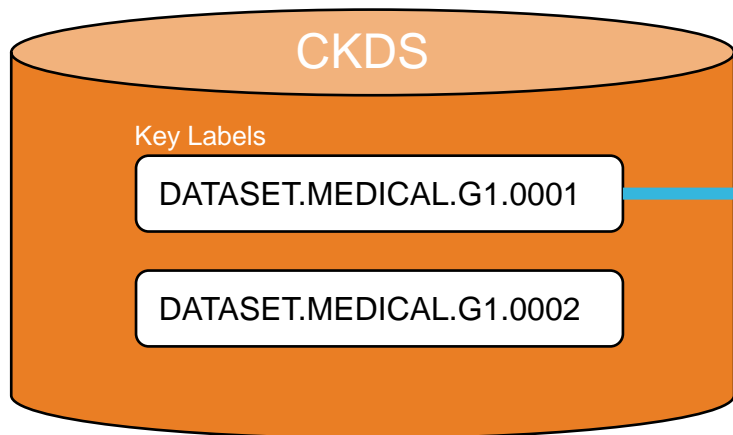 CKDS
Key Labels
DATASET.MEDICAL.G1.0001
DATASET.MEDICAL.G1.0002